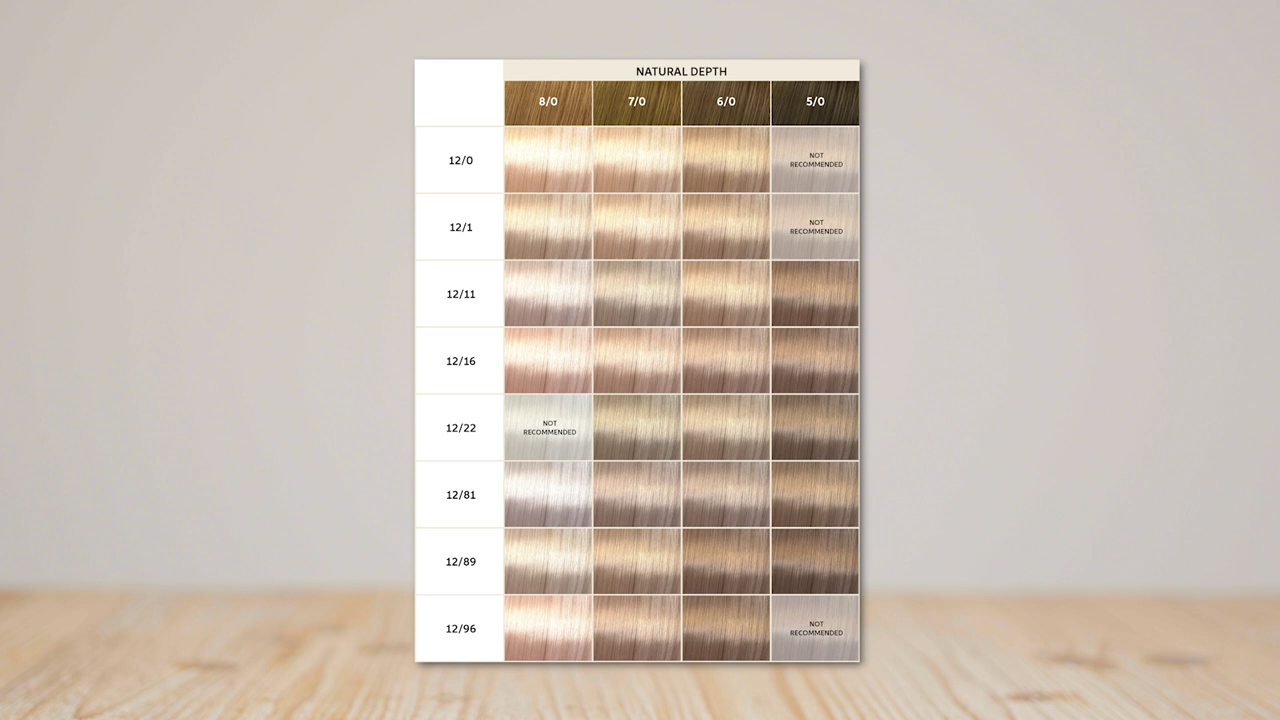 NATURAL DEPTH
8/0 7/0 6/0 5/0
12/0
NOT
RECOMMENDED
12/1
NOT
RECOMMENDED
12/11
12/16
12/22
NOT
RECOMMENDED
12/81
12/89
12/96
NOT
RECOMMENDED